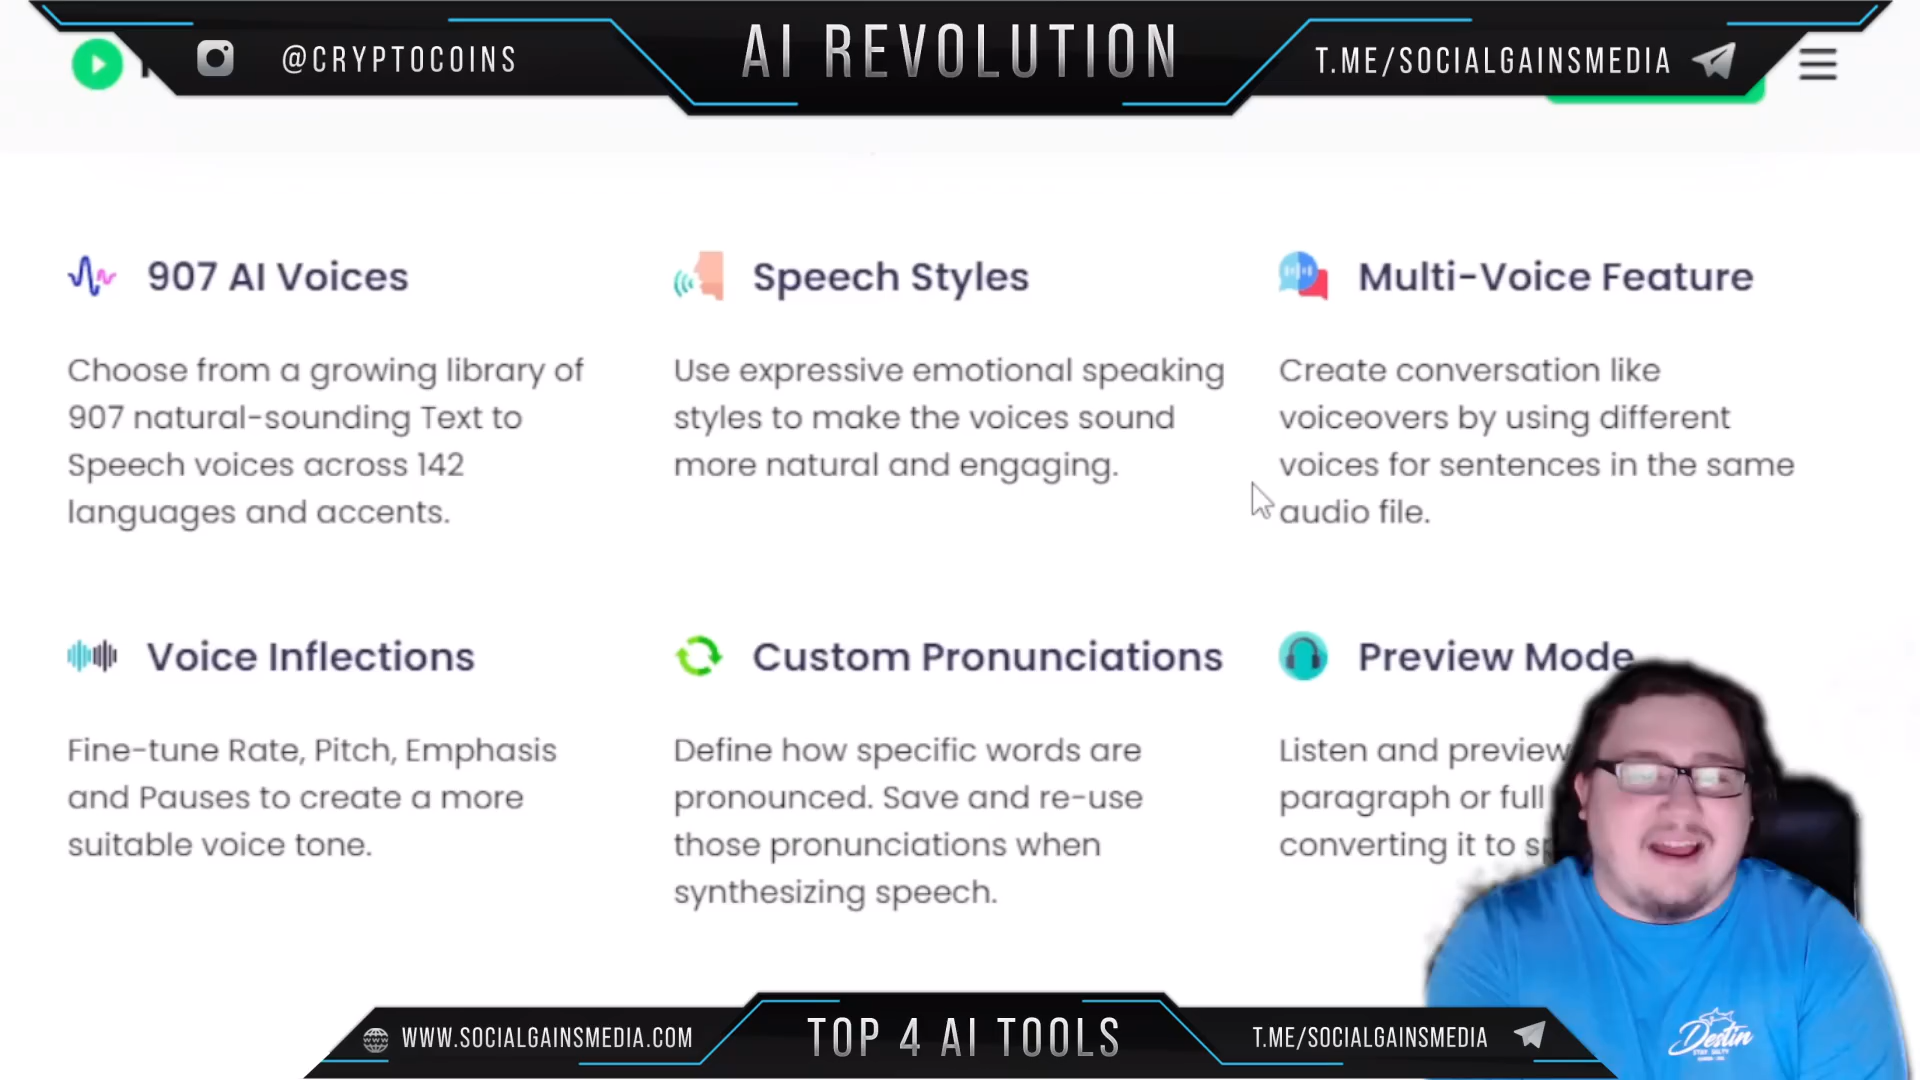 @CRYPTOCOINS
AI REVOLUTION
T.ME/SOCIALGAINSMEDIA
907 AI Voices
Choose from a growing library of
907 natural-sounding Text to
Speech voices across 142
languages and accents.
Speech Styles
Use expressive emotional speaking
styles to make the voices sound
more natural and engaging.
Multi-Voice Feature
Create conversation like
voiceovers by using different
voices for sentences in the same
audio file.
Voice Inflections
Fine-tune Rate, Pitch, Emphasis
and Pauses to create a more
suitable voice tone.
Custom Pronunciations
Define how specific words are
pronounced. Save and re-use
those pronunciations when
synthesizing speech.
Preview Mode
Listen and preview
paragraph or full
converting it to
WWW.SOCIALGAINSMEDIA.COM
TOP 4 AI TOOLS
T.ME/SOCIALGAINSMEDIA
Destin